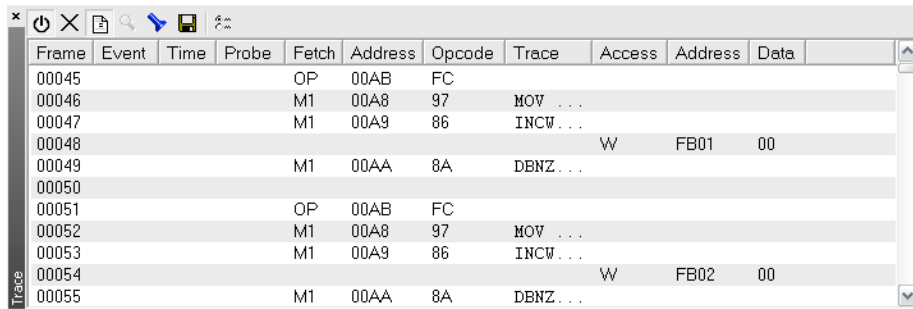 Frame Event Time Probe Fetch Address Opcode Trace Access Address Data
00045 OP 00AB FC
00046 M1 00A8 97 MOV ...
00047 M1 00A9 86 INCW...
00048 W FB01 00
00049 M1 00AA 8A DBNZ...
00050
00051 OP 00AB FC
00052 M1 00A8 97 MOV ...
00053 M1 00A9 86 INCW...
00054 W FB02 00
00055 M1 00AA 8A DBNZ...
Trace